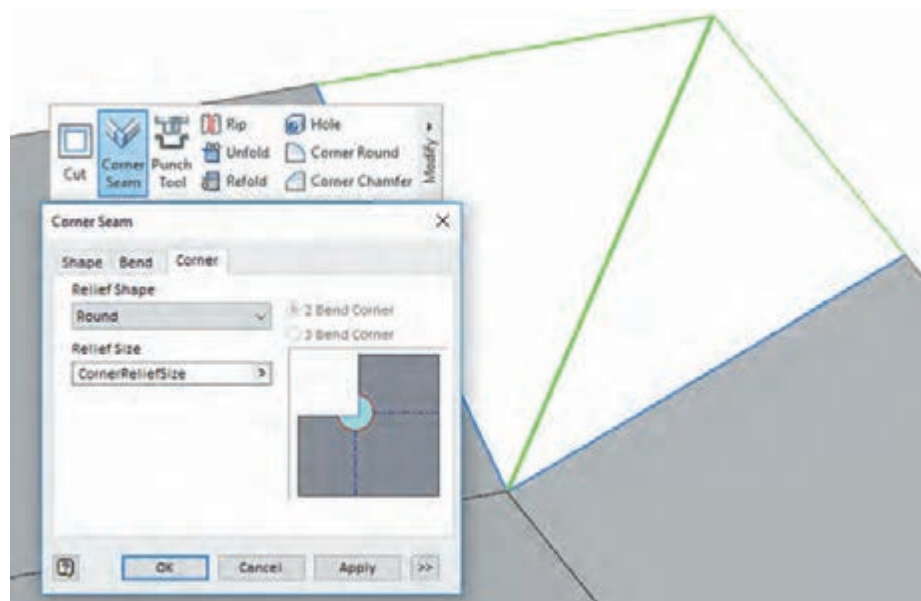 Cut
Corner Seam
Punch Tool
Rip
Unfold
Refold
Hole
Corner Round
Corner Chamfer
Modify
Corner Seam
Shape Bend Corner
Relief Shape
Round
Relief Size
CornerReliefSize
2 Bend Corner
3 Bend Corner
OK Cancel Apply >>